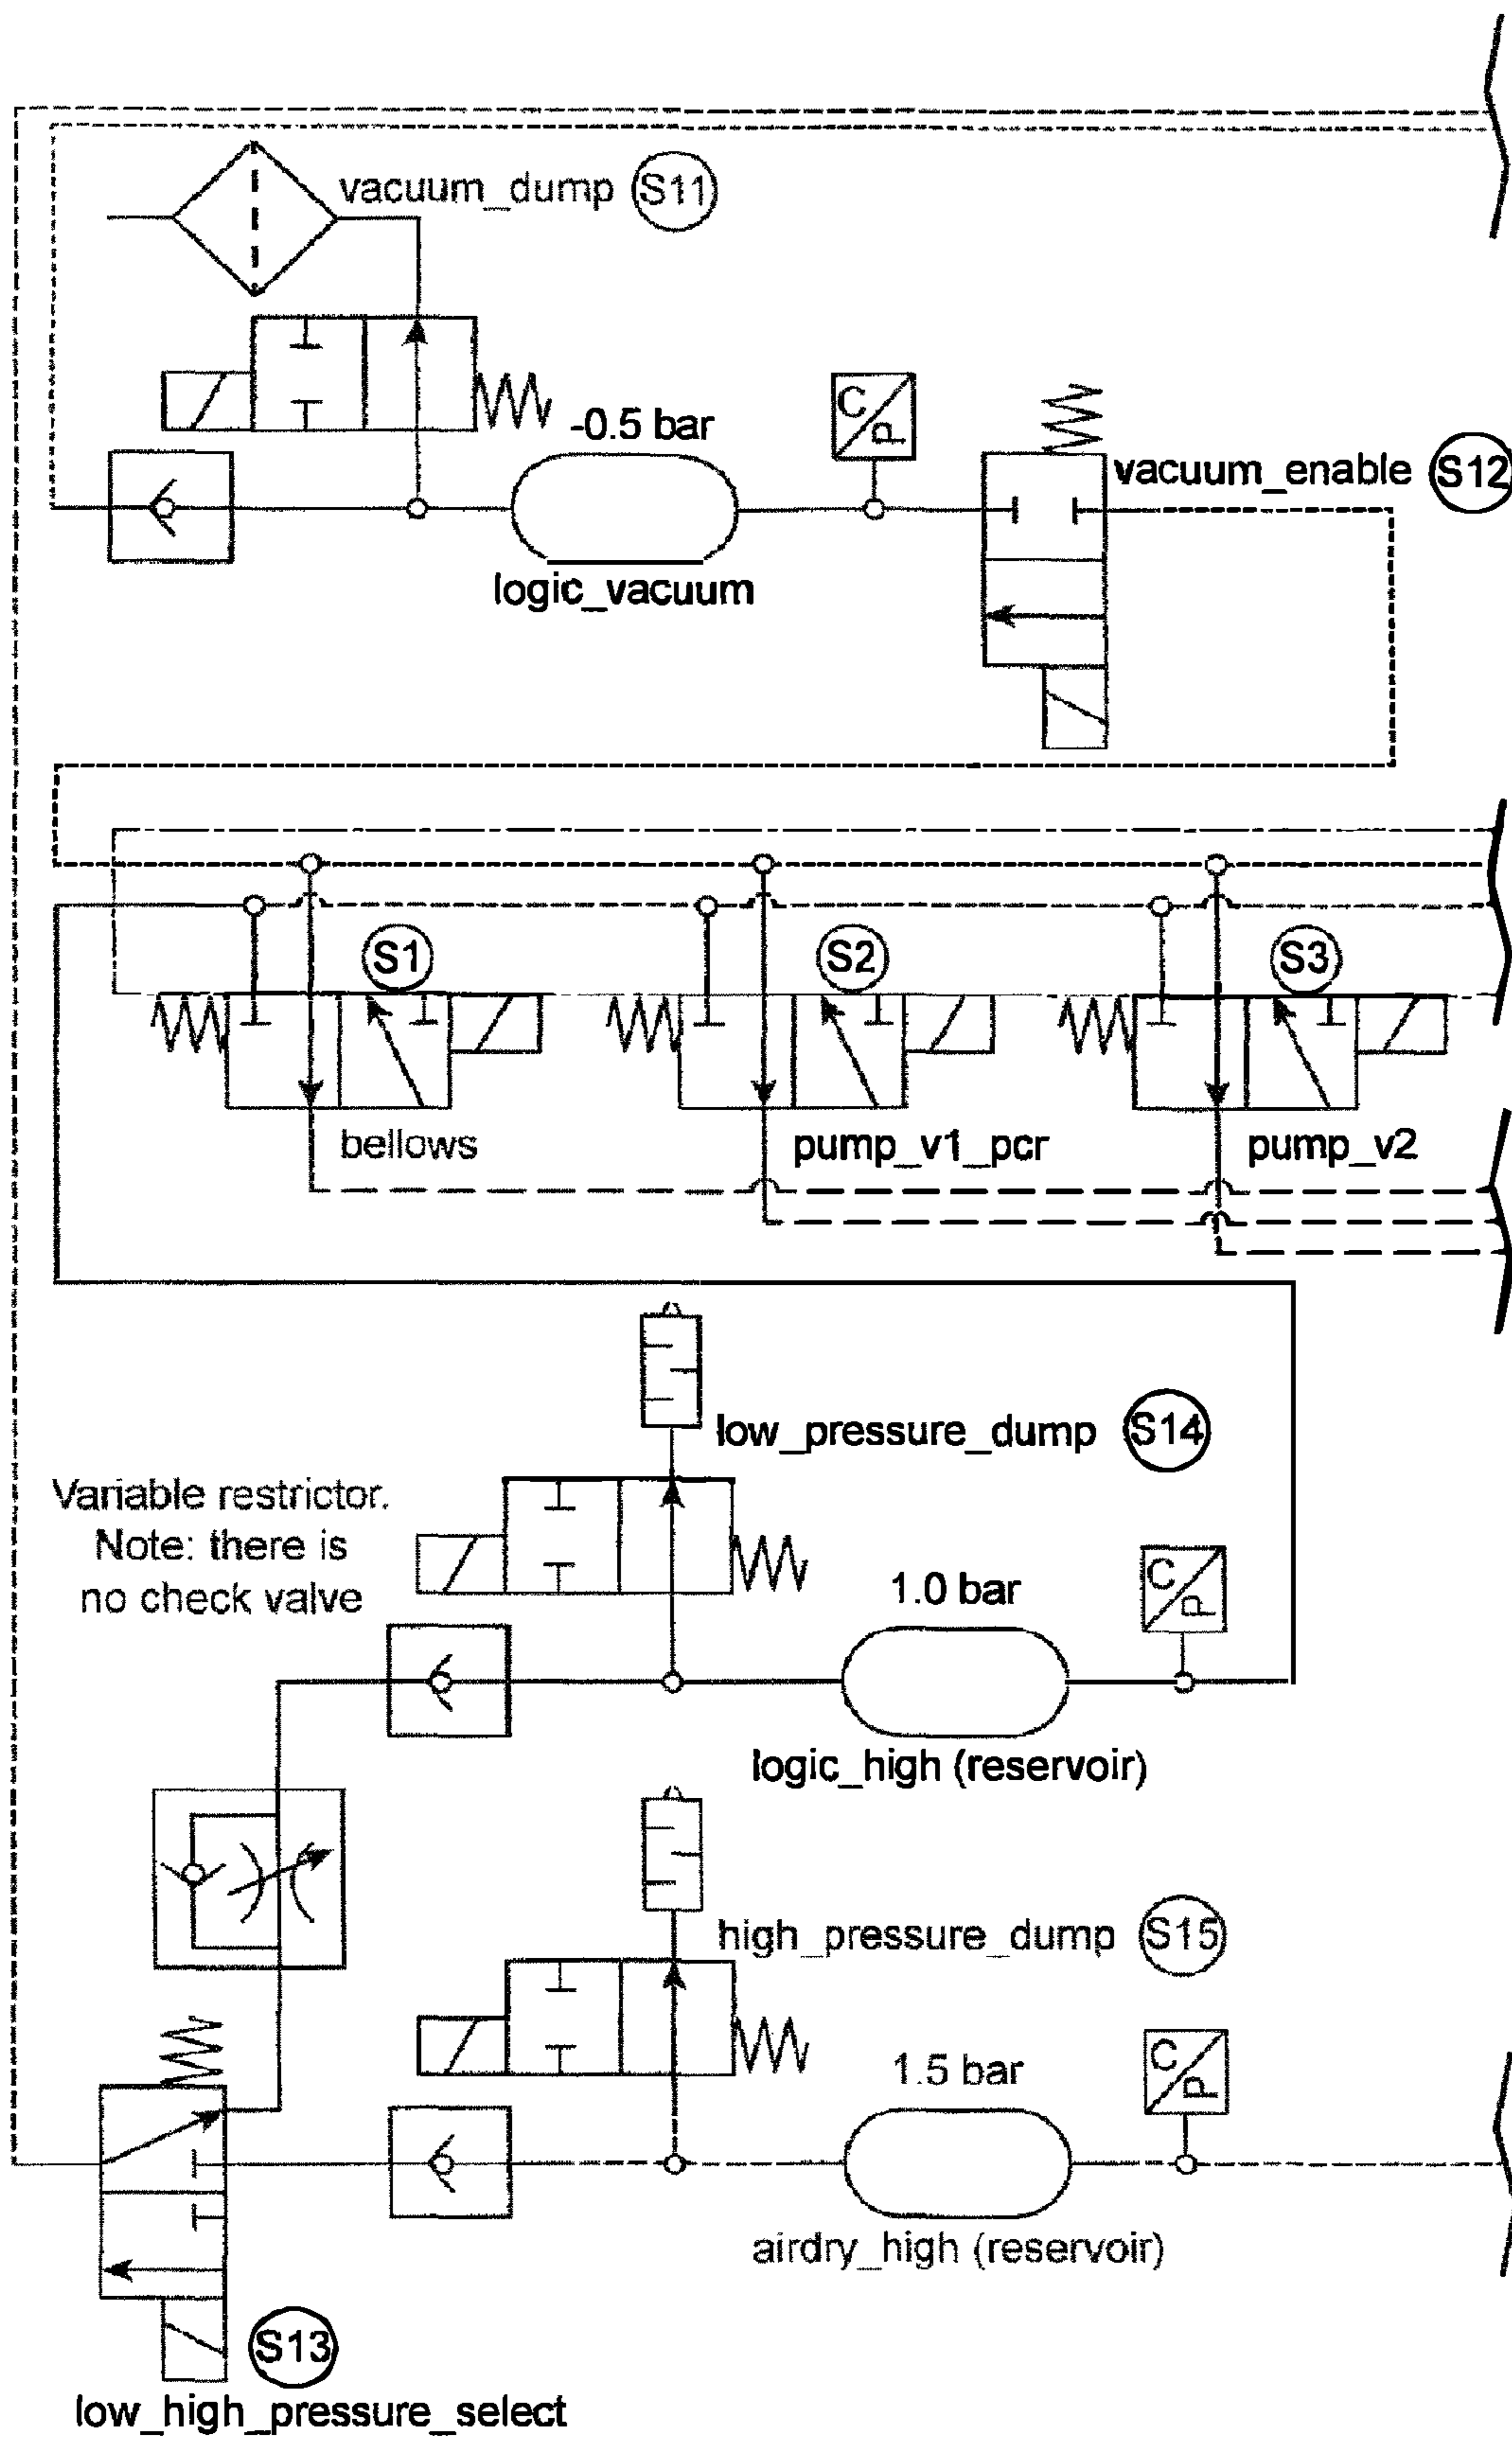 vacuum_dump S11
-0.5 bar
C
P
vacuum_enable S12
logic_vacuum
S1
S2
S3
bellows
pump_v1_pcr
pump_v2
low_pressure_dump S14
Variable restrictor.
Note: there is
no check valve
1.0 bar
C
P
logic_high (reservoir)
high_pressure_dump S15
1.5 bar
C
P
airdry_high (reservoir)
S13
low_high_pressure_select